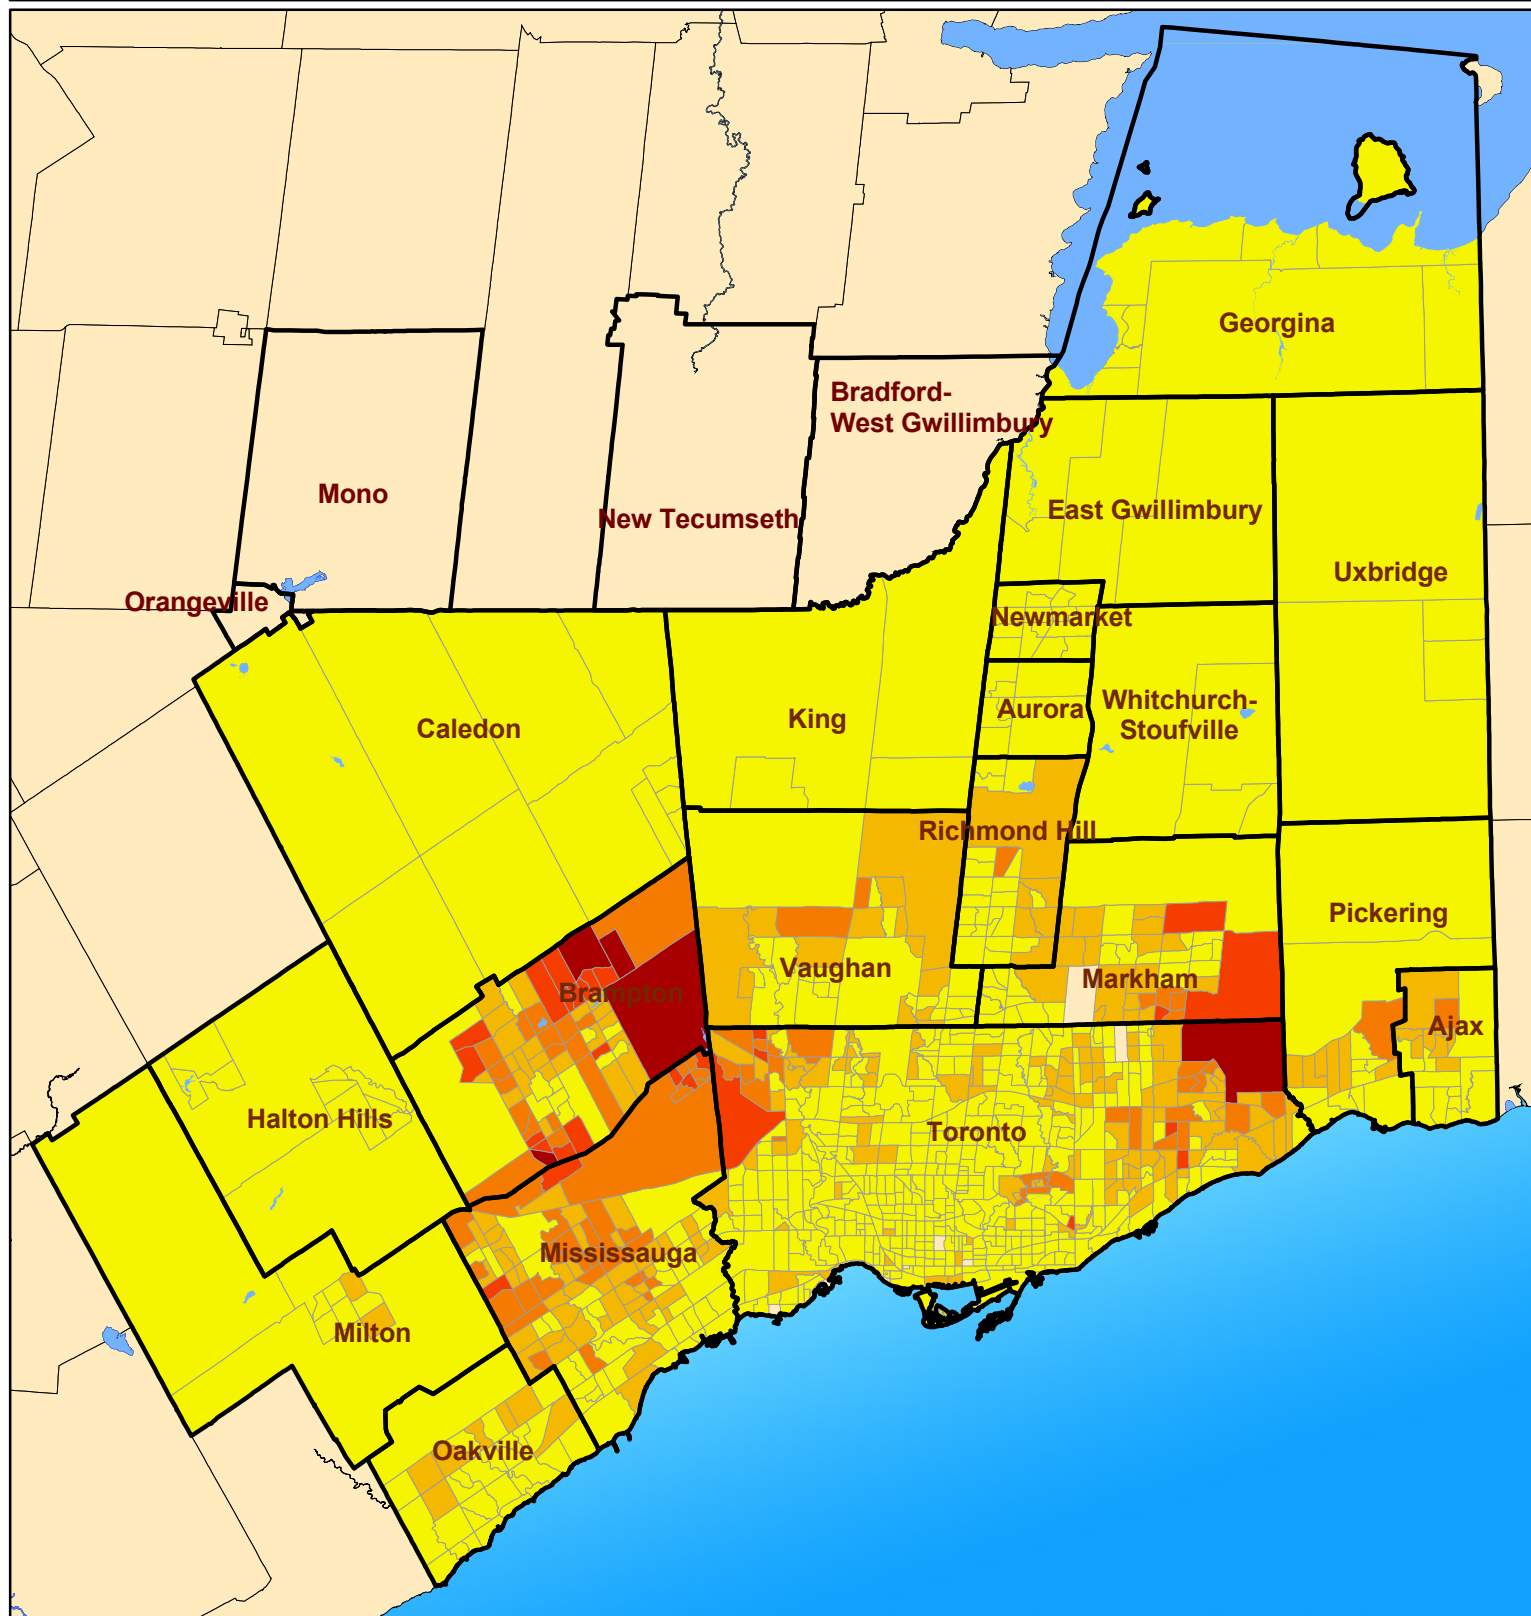 Georgina
Bradford-
West Gwillimbury
Mono
New Tecumseth
East Gwillimbury
Uxbridge
Orangeville
Newmarket
Caledon
King
Aurora
Whitchurch-
Stoufville
Richmond Hill
Pickering
Vaughan
Markham
Brampton
Ajax
Halton Hills
Toronto
Mississauga
Milton
Oakville